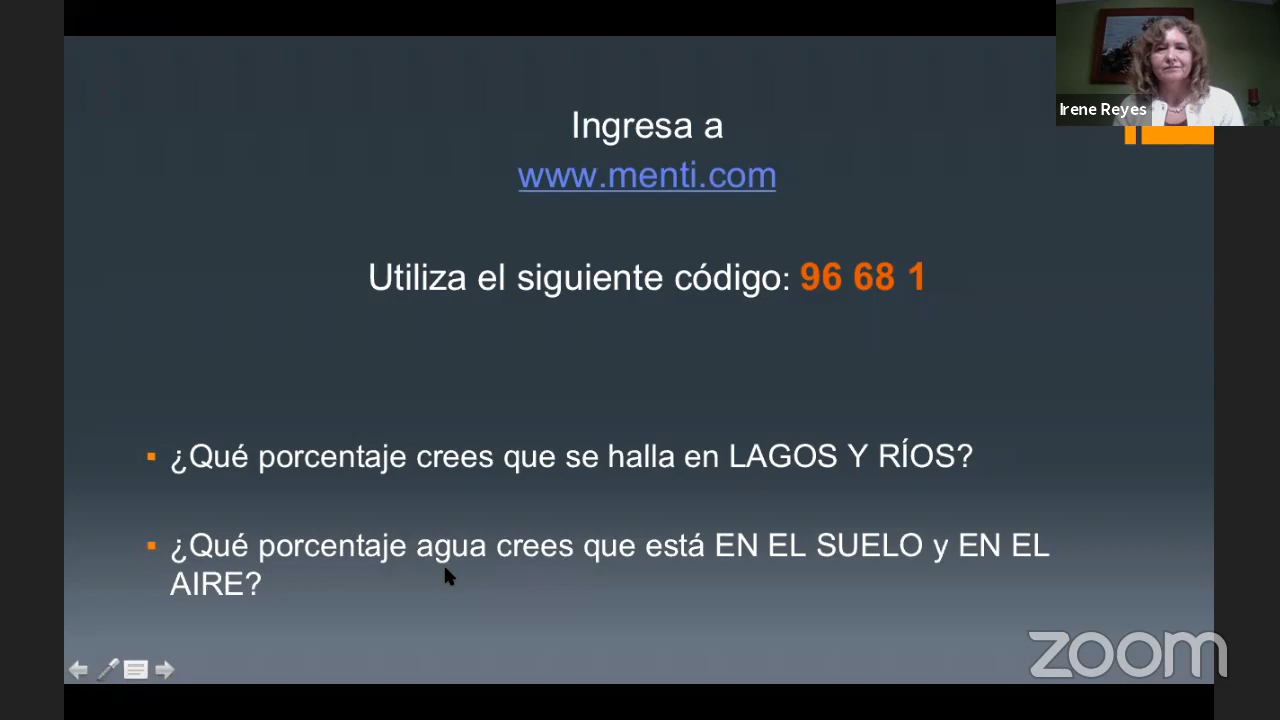 Irene Reyes
Ingresa a
www.menti.com
Utiliza el siguiente código: 96 68 1
▪ ¿Qué porcentaje crees que se halla en LAGOS Y RÍOS?
▪ ¿Qué porcentaje agua crees que está EN EL SUELO y EN EL
AIRE?
zoom